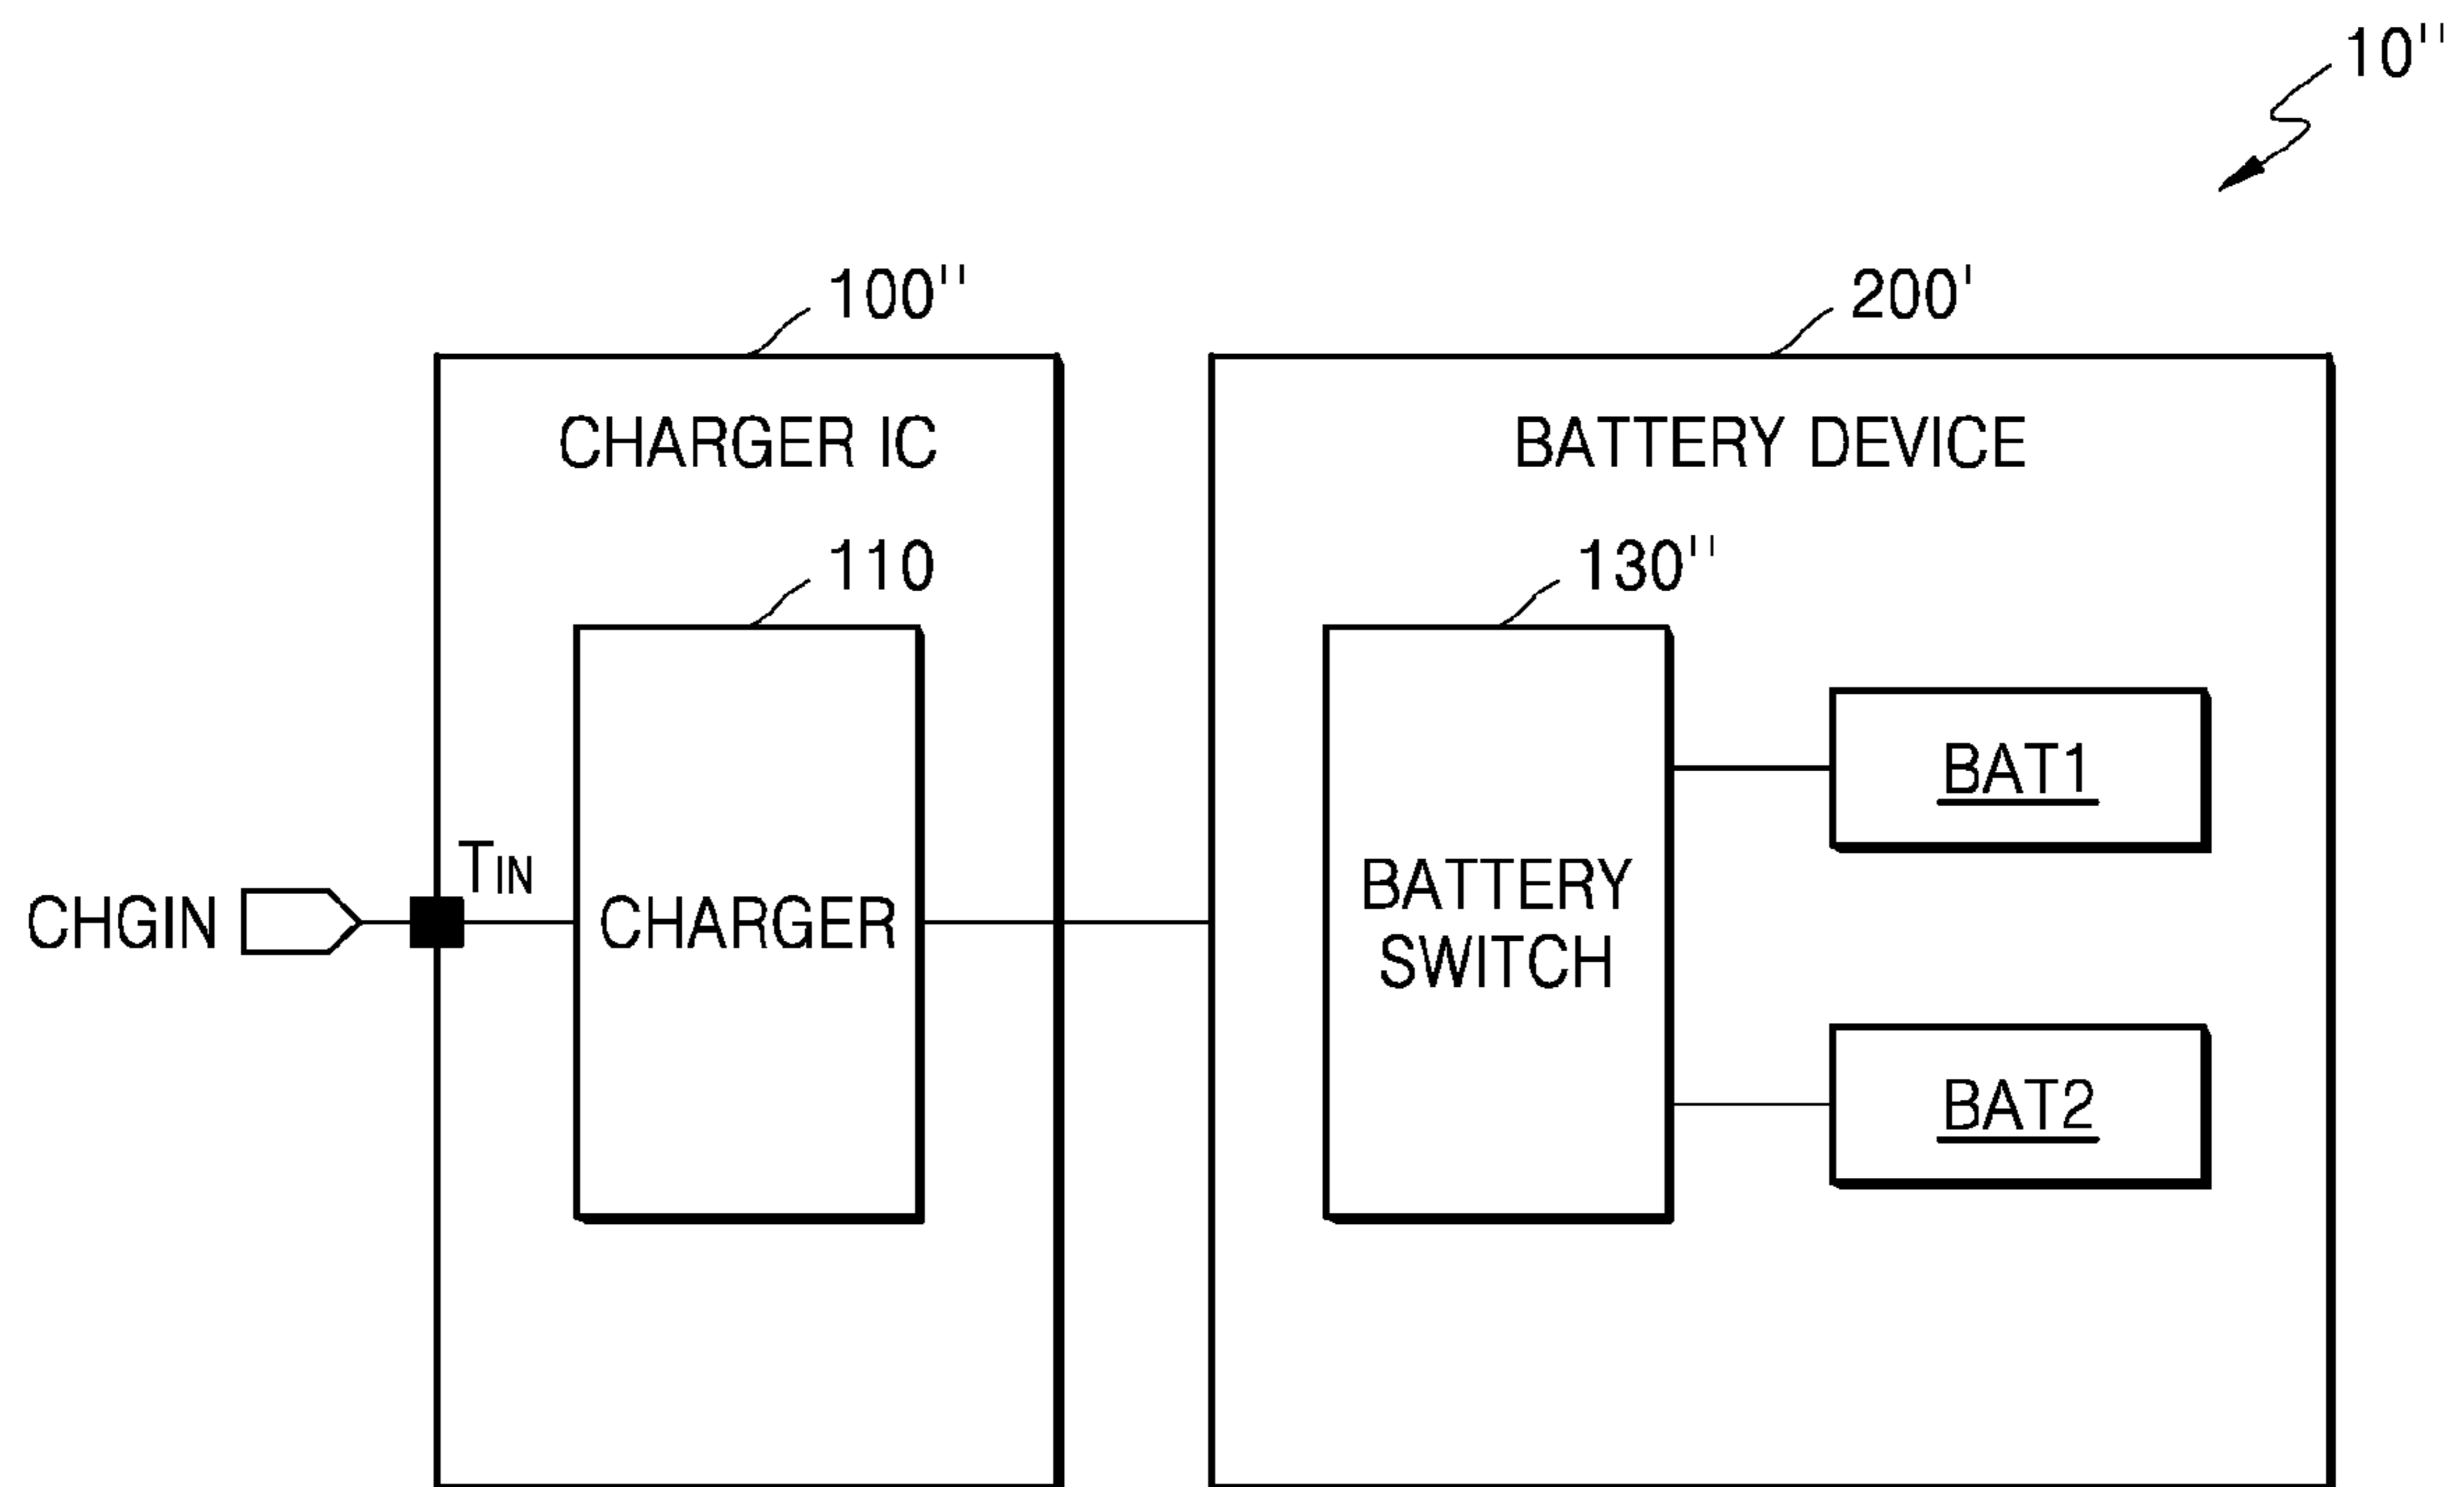 10''
100''
200'
CHARGER IC
BATTERY DEVICE
110
130''
BAT1
TIN
CHGIN
CHARGER
BATTERY
SWITCH
BAT2